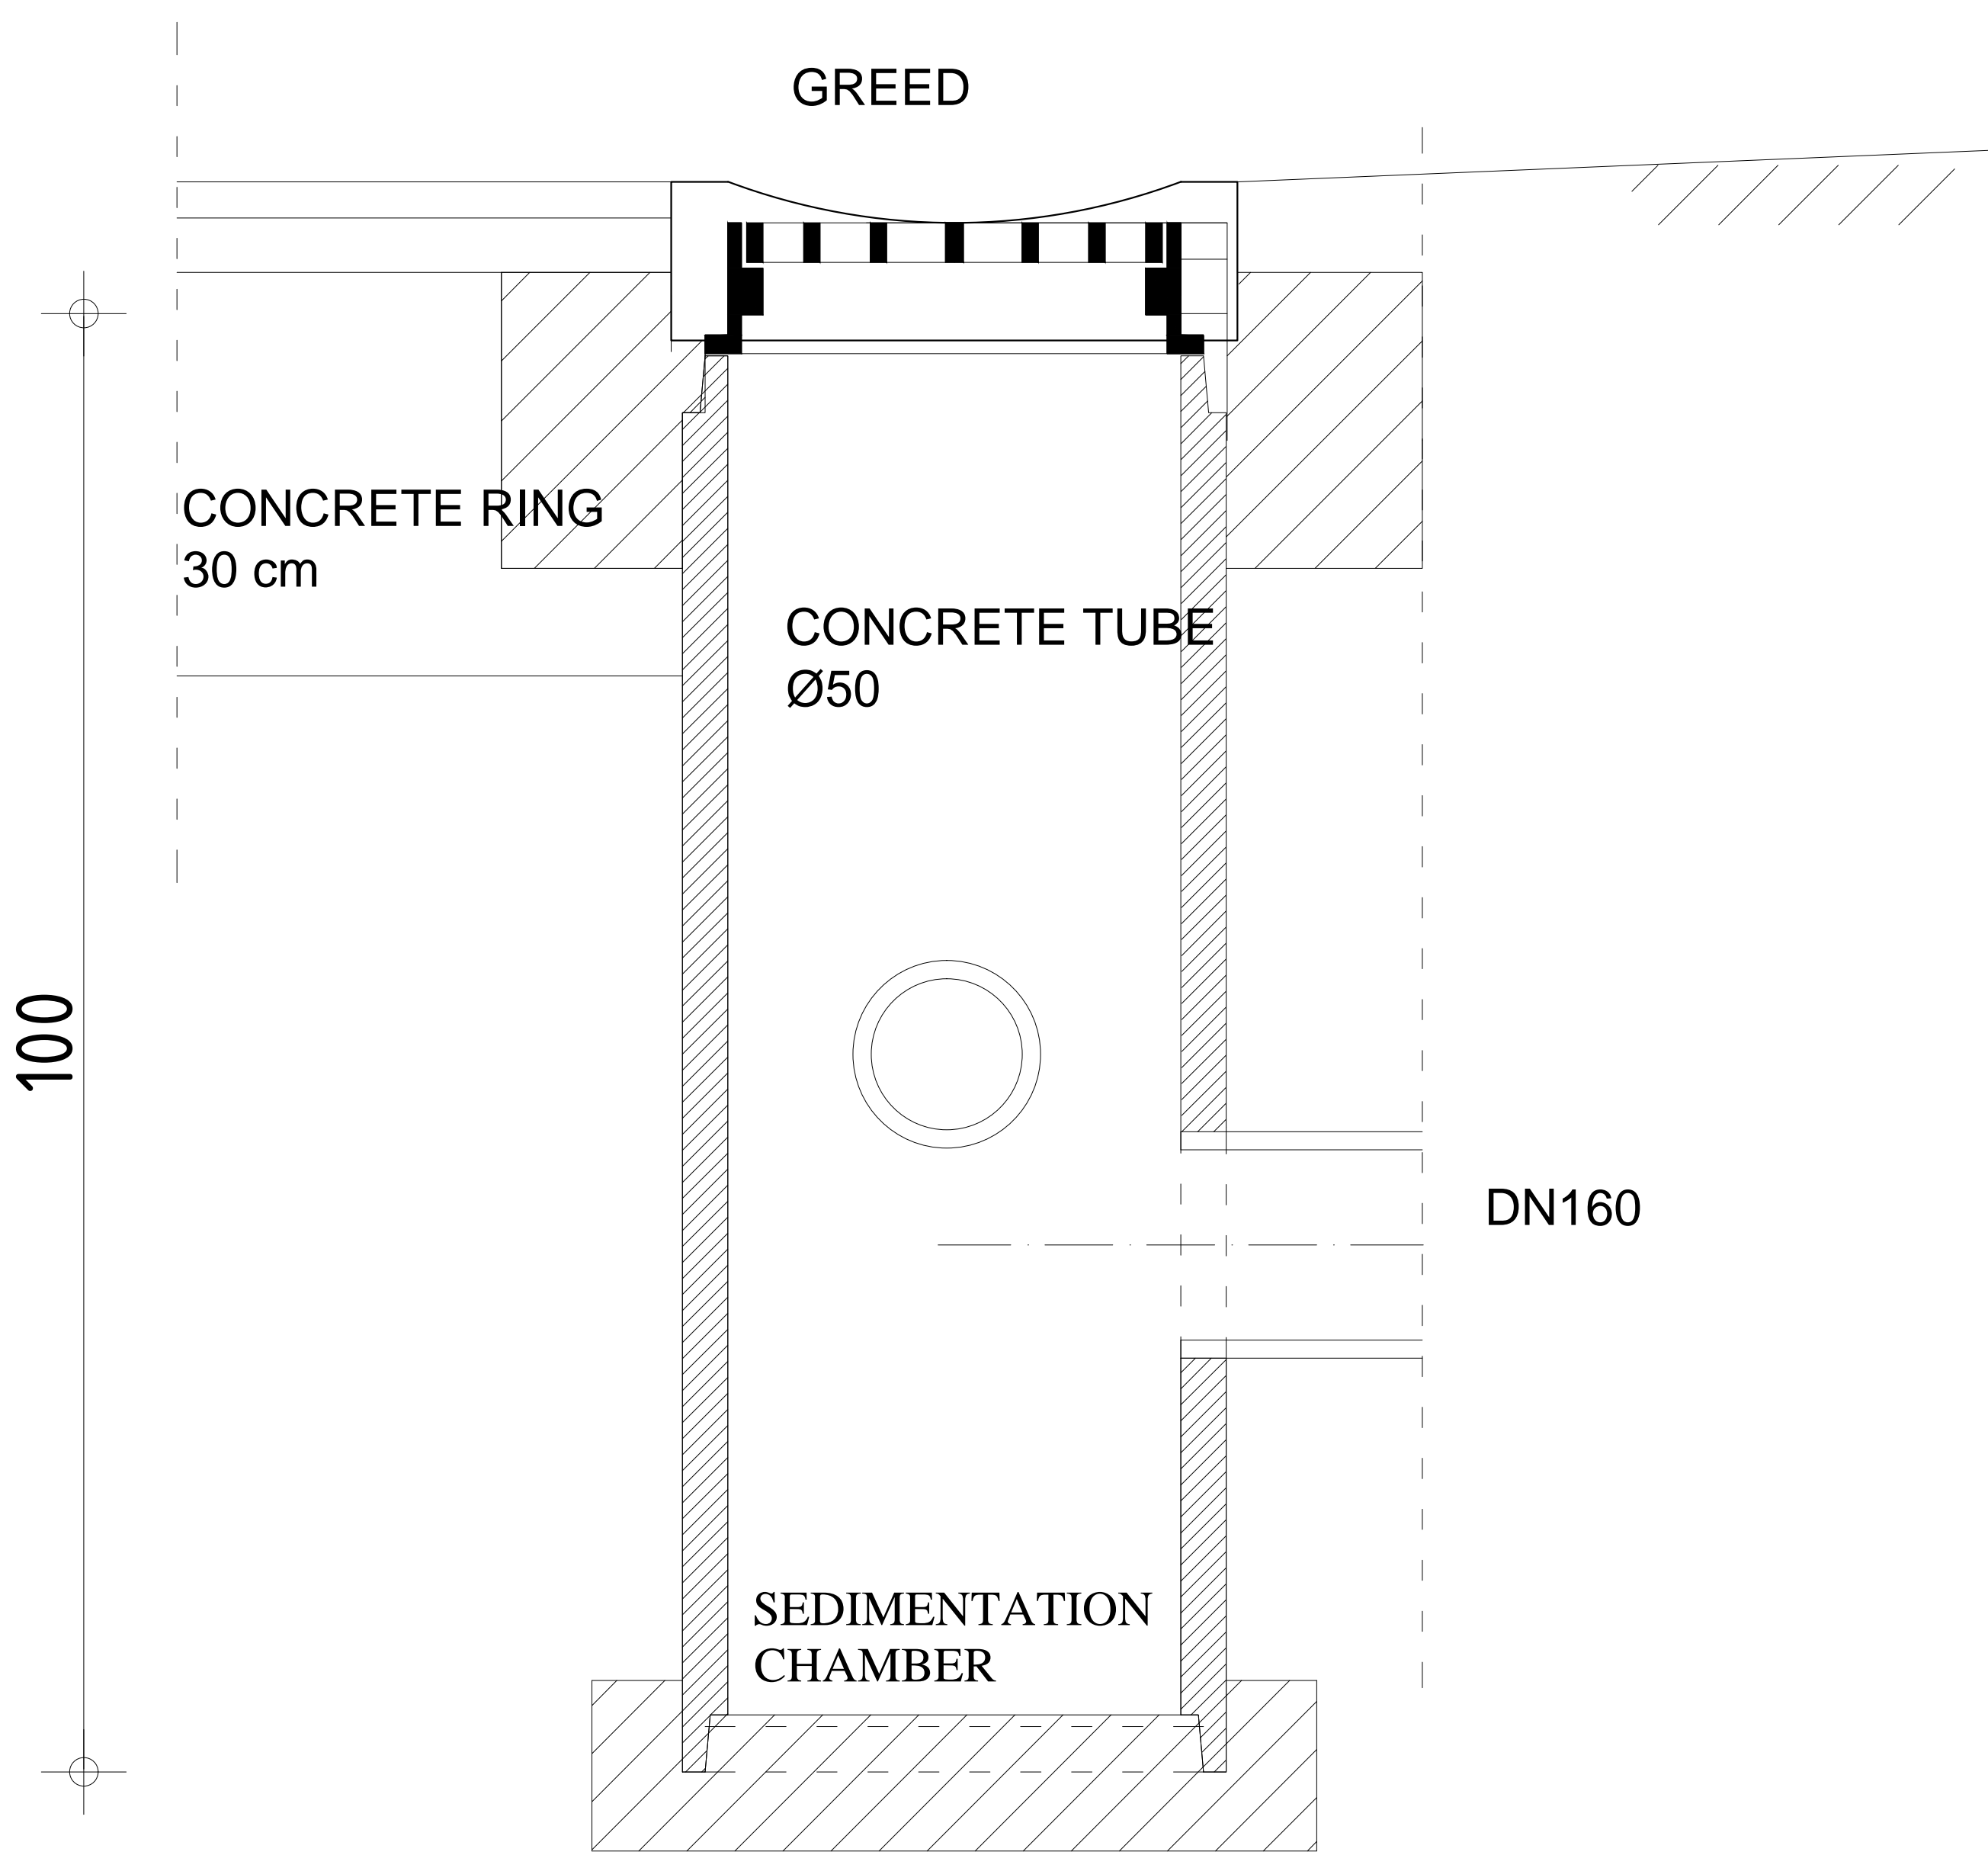 GREED
CONCRETE RING
30 cm
CONCRETE TUBE
Ø50
100
DN160
SEDIMENTATION
CHAMBER